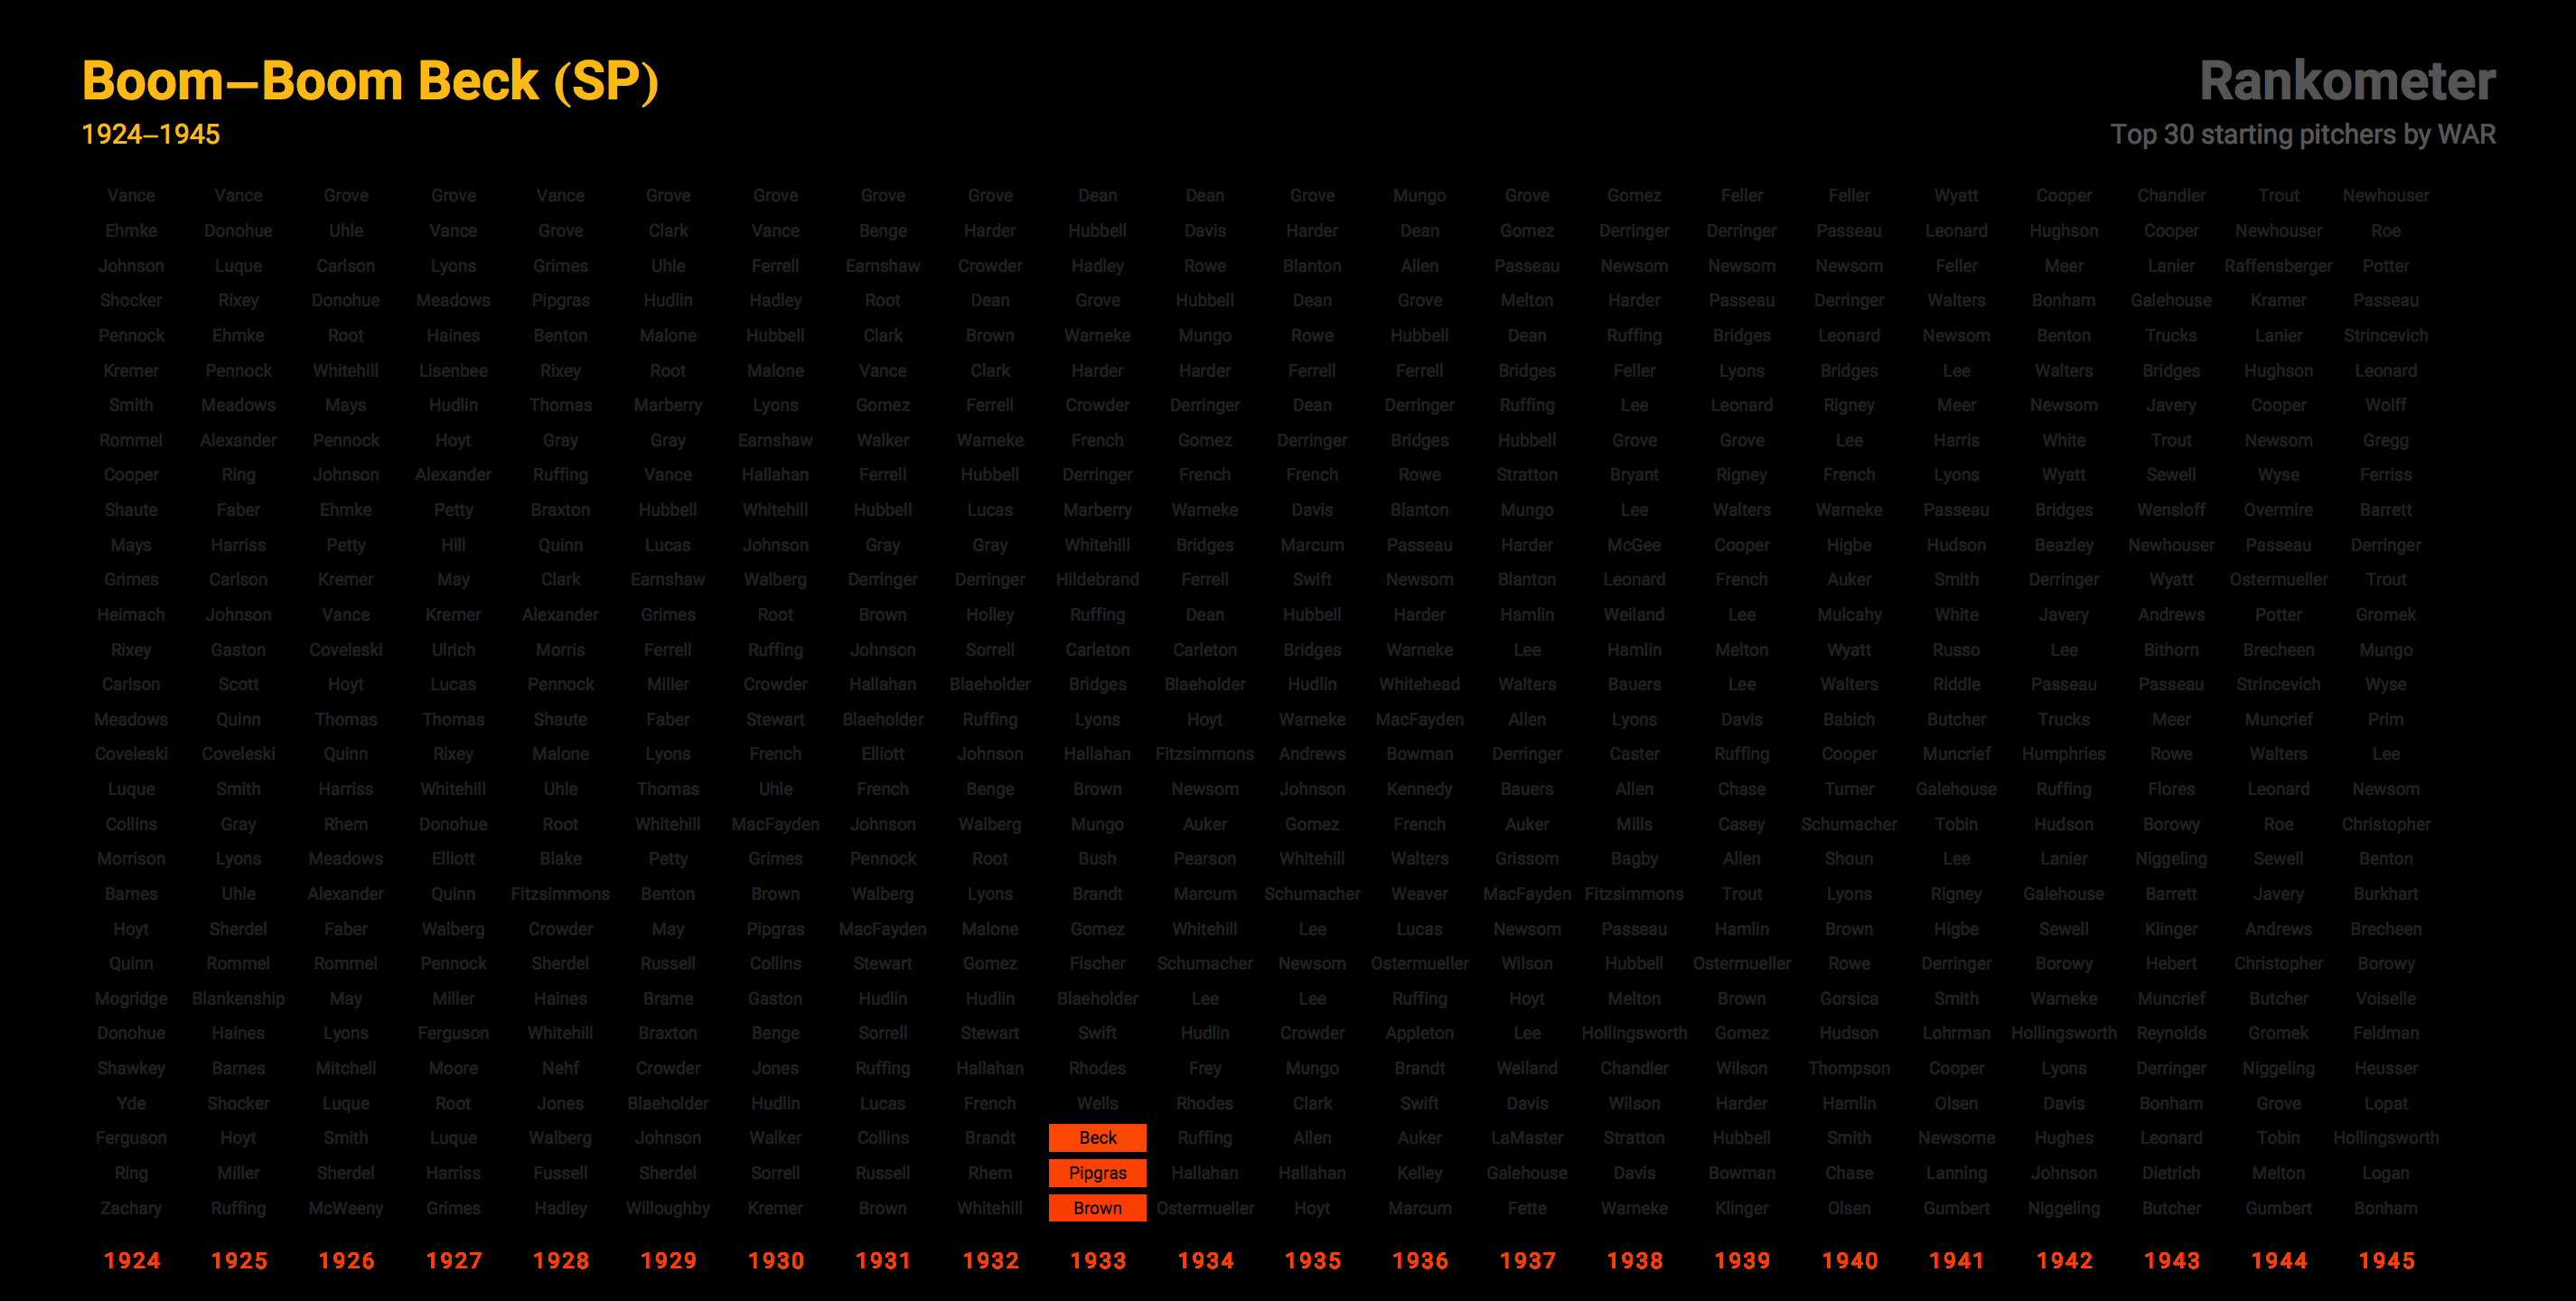 Boom–Boom Beck (SP) Rankometer
1924–1945 Top 30 starting pitchers by WAR
Vance Vance Grove Grove Vance Grove Grove Grove Grove Dean Dean Grove Mungo Grove Gomez Feller Feller Wyatt Cooper Chandler Trout Newhouser
Ehmke Donohue Uhle Vance Grove Clark Vance Benge Harder Hubbell Davis Harder Dean Gomez Derringer Derringer Passeau Leonard Hughson Cooper Newhouser Roe
Johnson Luque Carlson Lyons Grimes Uhle Ferrell Earnshaw Crowder Hadley Rowe Blanton Allen Passeau Newsom Newsom Newsom Feller Meer Lanier Raffensberger Potter
Shocker Rixey Donohue Meadows Pipgras Hudlin Hadley Root Dean Grove Hubbell Dean Grove Melton Harder Passeau Derringer Walters Bonham Galehouse Kramer Passeau
Pennock Ehmke Root Haines Benton Malone Hubbell Clark Brown Warneke Mungo Rowe Hubbell Dean Ruffing Bridges Leonard Newsom Benton Trucks Lanier Strincevich
Kremer Pennock Whitehill Lisenbee Rixey Root Malone Vance Clark Harder Harder Ferrell Ferrell Bridges Feller Lyons Bridges Lee Walters Bridges Hughson Leonard
Smith Meadows Mays Hudlin Thomas Marberry Lyons Gomez Ferrell Crowder Derringer Dean Derringer Ruffing Lee Leonard Rigney Meer Newsom Javery Cooper Wolff
Rommel Alexander Pennock Hoyt Gray Gray Earnshaw Walker Warneke French Gomez Derringer Bridges Hubbell Grove Grove Lee Harris White Trout Newsom Gregg
Cooper Ring Johnson Alexander Ruffing Vance Hallahan Ferrell Hubbell Derringer French French Rowe Stratton Bryant Rigney French Lyons Wyatt Sewell Wyse Ferriss
Shaute Faber Ehmke Petty Braxton Hubbell Whitehill Hubbell Lucas Marberry Warneke Davis Blanton Mungo Lee Walters Warneke Passeau Bridges Wensloff Overmire Barrett
Mays Harriss Petty Hill Quinn Lucas Johnson Gray Gray Whitehill Bridges Marcum Passeau Harder McGee Cooper Higbe Hudson Beazley Newhouser Passeau Derringer
Grimes Carlson Kremer May Clark Earnshaw Walberg Derringer Derringer Hildebrand Ferrell Swift Newsom Blanton Leonard French Auker Smith Derringer Wyatt Ostermueller Trout
Heimach Johnson Vance Kremer Alexander Grimes Root Brown Holley Ruffing Dean Hubbell Harder Hamlin Weiland Lee Mulcahy White Javery Andrews Potter Gromek
Rixey Gaston Coveleski Ulrich Morris Ferrell Ruffing Johnson Sorrell Carleton Carleton Bridges Warneke Lee Hamlin Melton Wyatt Russo Lee Bithorn Brecheen Mungo
Carlson Scott Hoyt Lucas Pennock Miller Crowder Hallahan Blaeholder Bridges Blaeholder Hudlin Whitehead Walters Bauers Lee Walters Riddle Passeau Passeau Strincevich Wyse
Meadows Quinn Thomas Thomas Shaute Faber Stewart Blaeholder Ruffing Lyons Hoyt Warneke MacFayden Allen Lyons Davis Babich Butcher Trucks Meer Muncrief Prim
Coveleski Coveleski Quinn Rixey Malone Lyons French Elliott Johnson Hallahan Fitzsimmons Andrews Bowman Derringer Caster Ruffing Cooper Muncrief Humphries Rowe Walters Lee
Luque Smith Harriss Whitehill Uhle Thomas Uhle French Benge Brown Newsom Johnson Kennedy Bauers Allen Chase Turner Galehouse Ruffing Flores Leonard Newsom
Collins Gray Rhem Donohue Root Whitehill MacFayden Johnson Walberg Mungo Auker Gomez French Auker Mills Casey Schumacher Tobin Hudson Borowy Roe Christopher
Morrison Lyons Meadows Elliott Blake Petty Grimes Pennock Root Bush Pearson Whitehill Walters Grissom Bagby Allen Shoun Lee Lanier Niggeling Sewell Benton
Barnes Uhle Alexander Quinn Fitzsimmons Benton Brown Walberg Lyons Brandt Marcum Schumacher Weaver MacFayden Fitzsimmons Trout Lyons Rigney Galehouse Barrett Javery Burkhart
Hoyt Sherdel Faber Walberg Crowder May Pipgras MacFayden Malone Gomez Whitehill Lee Lucas Newsom Passeau Hamlin Brown Higbe Sewell Klinger Andrews Brecheen
Quinn Rommel Rommel Pennock Sherdel Russell Collins Stewart Gomez Fischer Schumacher Newsom Ostermueller Wilson Hubbell Ostermueller Rowe Derringer Borowy Hebert Christopher Borowy
Mogridge Blankenship May Miller Haines Brame Gaston Hudlin Hudlin Blaeholder Lee Lee Ruffing Hoyt Melton Brown Gorsica Smith Warneke Muncrief Butcher Voiselle
Donohue Haines Lyons Ferguson Whitehill Braxton Benge Sorrell Stewart Swift Hudlin Crowder Appleton Lee Hollingsworth Gomez Hudson Lohrman Hollingsworth Reynolds Gromek Feldman
Shawkey Barnes Mitchell Moore Nehf Crowder Jones Ruffing Hallahan Rhodes Frey Mungo Brandt Weiland Chandler Wilson Thompson Cooper Lyons Derringer Niggeling Heusser
Yde Shocker Luque Root Jones Blaeholder Hudlin Lucas French Wells Rhodes Clark Swift Davis Wilson Harder Hamlin Olsen Davis Bonham Grove Lopat
Ferguson Hoyt Smith Luque Walberg Johnson Walker Collins Brandt Beck Ruffing Allen Auker LaMaster Stratton Hubbell Smith Newsome Hughes Leonard Tobin Hollingsworth
Ring Miller Sherdel Harriss Fussell Sherdel Sorrell Russell Rhem Pipgras Hallahan Hallahan Kelley Galehouse Davis Bowman Chase Lanning Johnson Dietrich Melton Logan
Zachary Ruffing McWeeny Grimes Hadley Willoughby Kremer Brown Whitehill Brown Ostermueller Hoyt Marcum Fette Warneke Klinger Olsen Gumbert Niggeling Butcher Gumbert Bonham
1924 1925 1926 1927 1928 1929 1930 1931 1932 1933 1934 1935 1936 1937 1938 1939 1940 1941 1942 1943 1944 1945